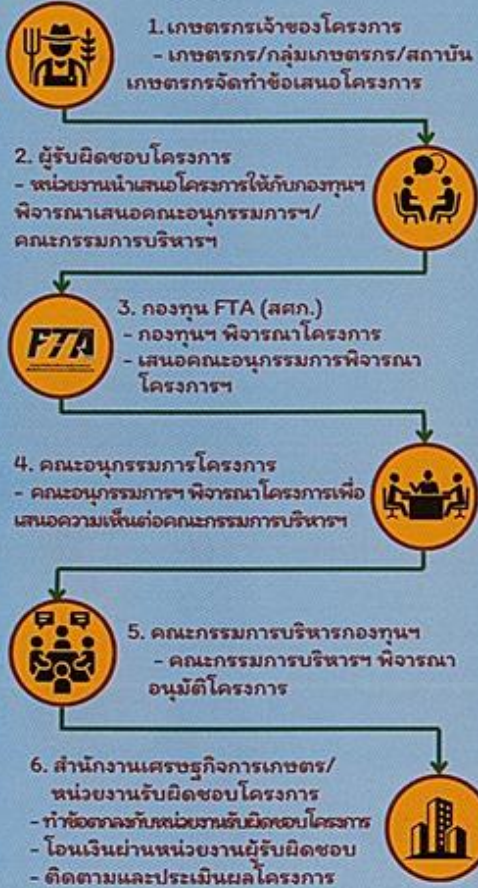 1. เกษตรกรเจ้าของโครงการ
- เกษตรกร/กลุ่มเกษตรกร/สถาบัน
เกษตรกรจัดทำข้อเสนอโครงการ
2. ผู้รับผิดชอบโครงการ
- หน่วยงานนำเสนอโครงการให้กับกองทุนฯ
พิจารณาเสนอคณะอนุกรรมการฯ/
คณะกรรมการบริหารฯ
FTA
3. กองทุน FTA (สศก.)
- กองทุนฯ พิจารณาโครงการ
- เสนอคณะอนุกรรมการพิจารณา
โครงการฯ
4. คณะอนุกรรมการโครงการ
- คณะอนุกรรมการฯ พิจารณาโครงการเพื่อ
เสนอความเห็นต่อคณะกรรมการบริหารฯ
5. คณะกรรมการบริหารกองทุนฯ
- คณะกรรมการบริหารฯ พิจารณา
อนุมัติโครงการ
6. สำนักงานเศรษฐกิจการเกษตร/
หน่วยงานรับผิดชอบโครงการ
- ทำข้อตกลงกับหน่วยงานรับผิดชอบโครงการ
- โอนเงินผ่านหน่วยงานผู้รับผิดชอบ
- ติดตามและประเมินผลโครงการ